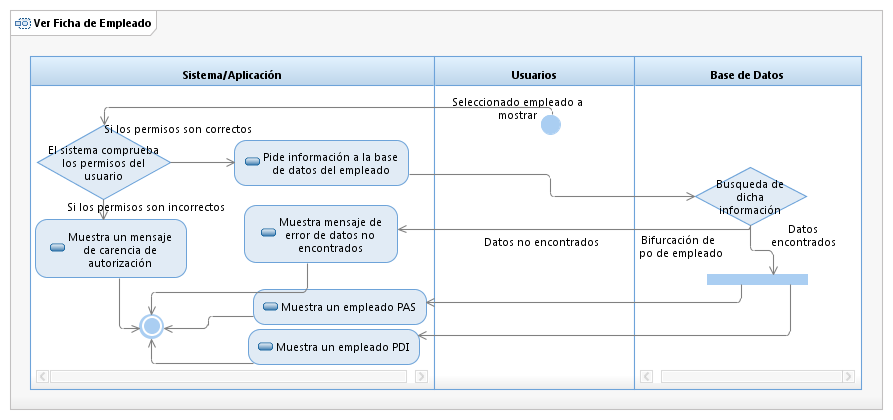 Ver Ficha de Empleado
Sistema/Aplicación
Usuarios
Base de Datos
Seleccionado empleado a
mostrar
Si los permisos son correctos
El sistema comprueba
los permisos del
usuario
Pide información a la base
de datos del empleado
Búsqueda de
dicha
información
Si los permisos son incorrectos
Muestra un mensaje
de carencia de
autorización
Muestra mensaje de
error de datos no
encontrados
Datos no encontrados
Bifurcación de
po de empleado
Datos
encontrados
Muestra un empleado PAS
Muestra un empleado PDI